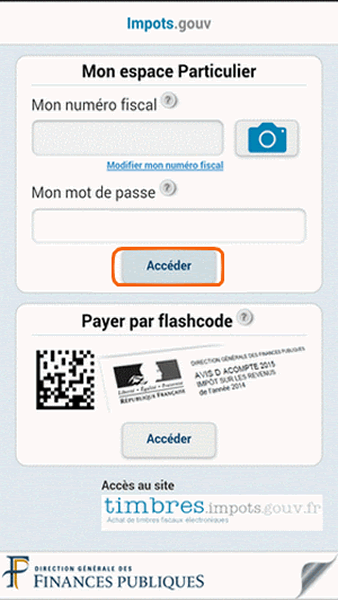 Impots.gouv
Mon espace Particulier
Mon numéro fiscal ?
Modifier mon numéro fiscal
Mon mot de passe ?
Accéder
Payer par flashcode ?
DIRECTION GÉNÉRALE DES FINANCES PUBLIQUES
AVIS D ACOMPTE 2015
IMPÔT SUR LES REVENUS
de l'année 2014
Liberté • Égalité • Fraternité
RÉPUBLIQUE FRANÇAISE
Accéder
Accès au site
timbres.impots.gouv.fr
Achat de timbres fiscaux électroniques
DIRECTION GÉNÉRALE DES
FINANCES PUBLIQUES